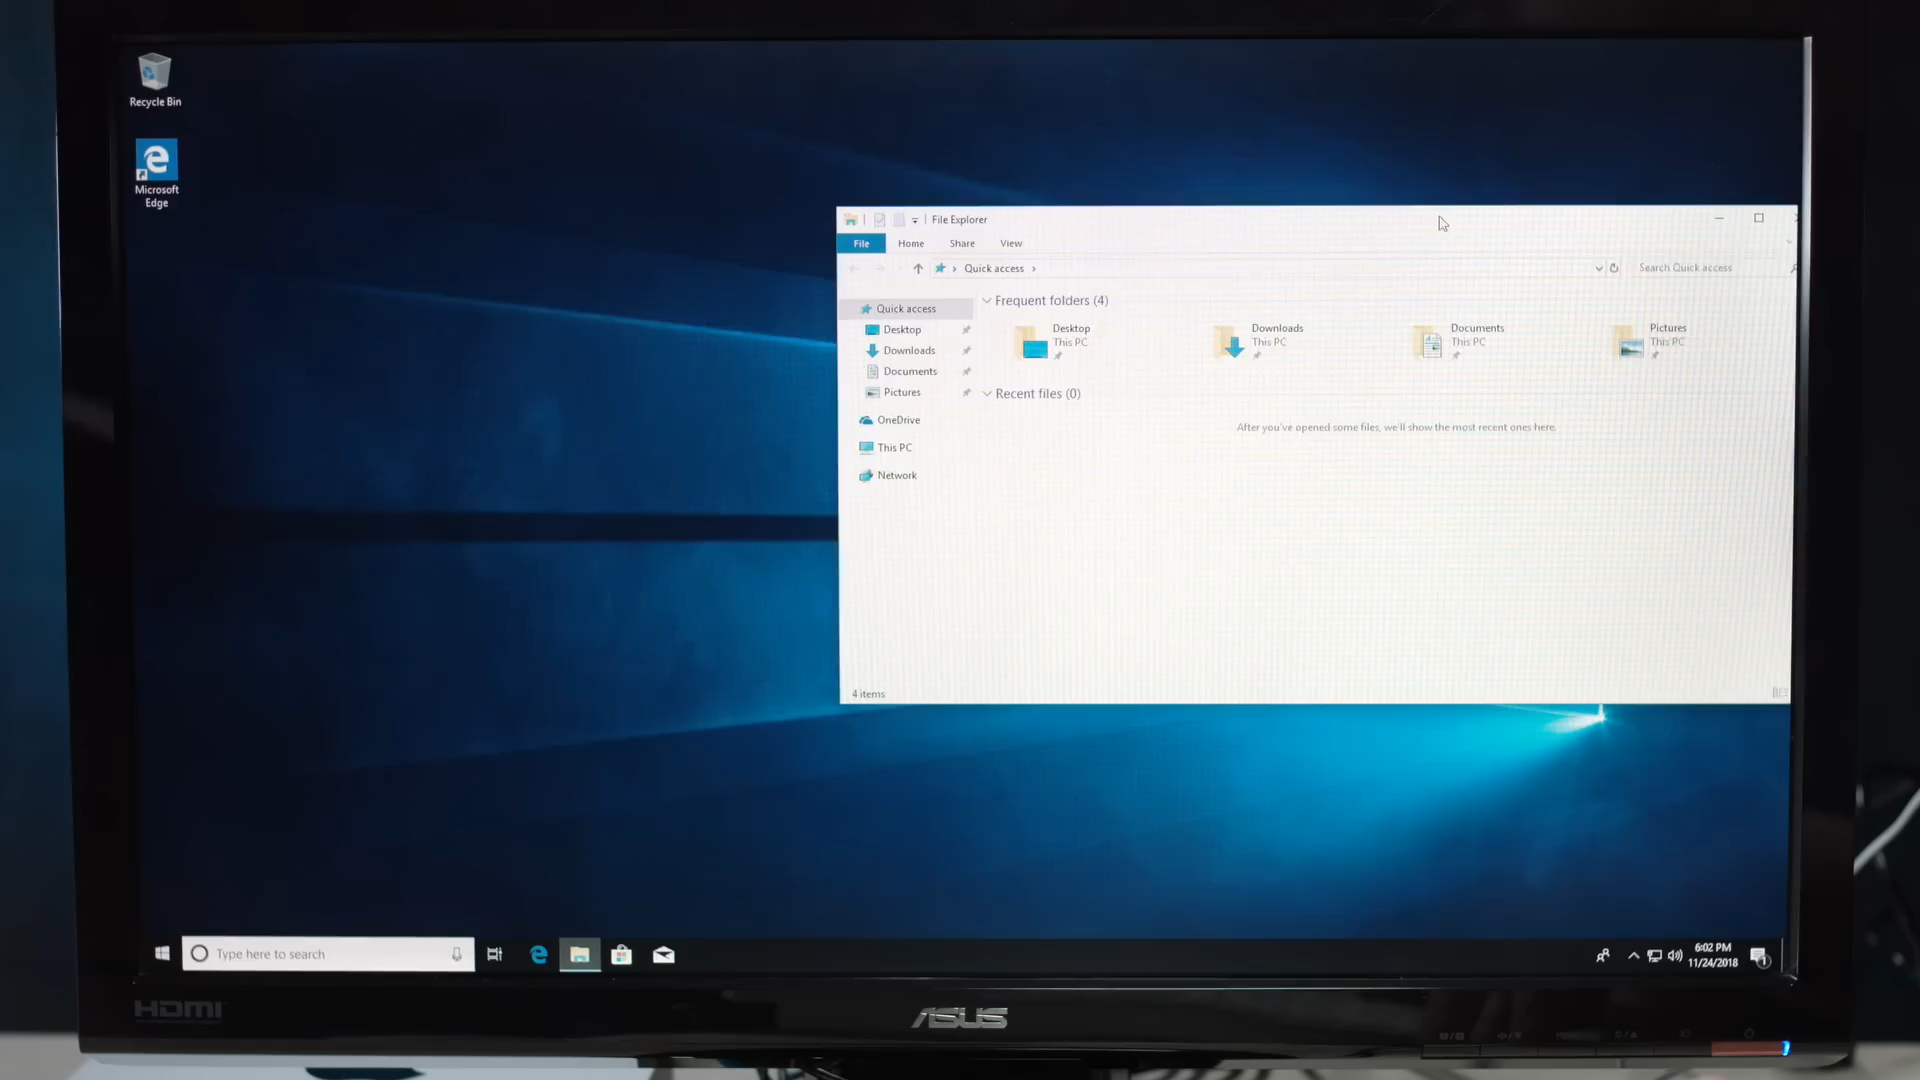 Recycle Bin
Microsoft
Edge
File Explorer
File
Home
Share
View
Quick access
Search Quick access
Quick access
Desktop
Downloads
Documents
Pictures
OneDrive
This PC
Network
Frequent folders (4)
Desktop
This PC
Downloads
This PC
Documents
This PC
Pictures
This PC
Recent files (0)
After you've opened some files, we'll show the most recent ones here.
4 items
Type here to search
6:02 PM
11/24/2018
1
HDMI
ASUS